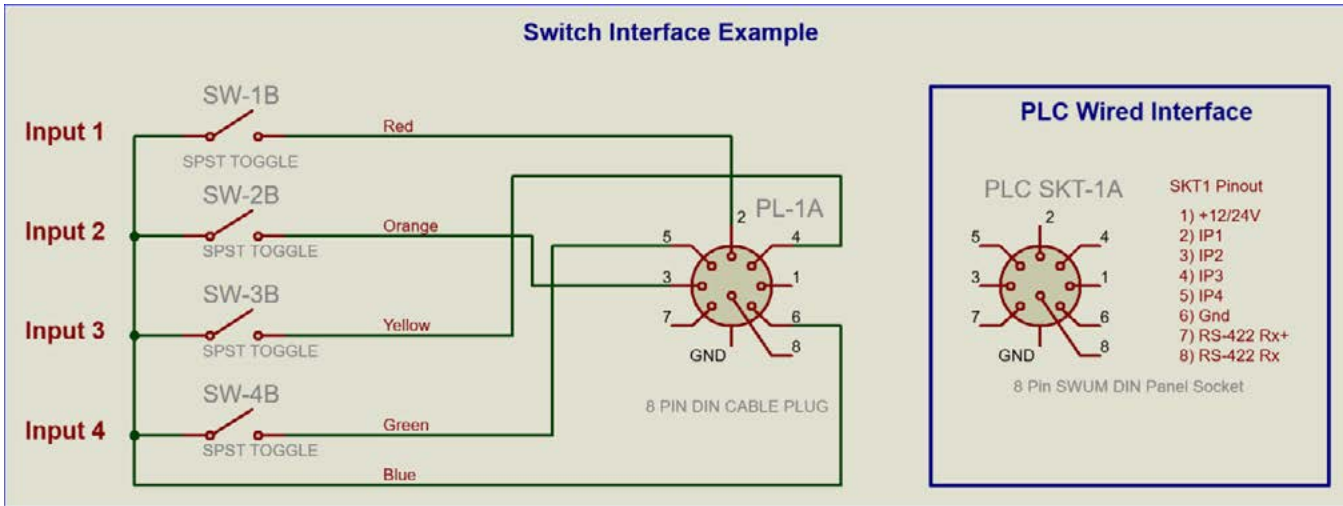 Switch Interface Example
SW-1B
Input 1
Red
SPST TOGGLE
SW-2B
Input 2
Orange
SPST TOGGLE
SW-3B
Input 3
Yellow
SPST TOGGLE
SW-4B
Input 4
Green
SPST TOGGLE
Blue
PL-1A
2
5
4
3
1
7
6
8
GND
8 PIN DIN CABLE PLUG
PLC Wired Interface
PLC SKT-1A
2
5
4
3
1
7
6
8
GND
SKT1 Pinout
1) +12/24V
2) IP1
3) IP2
4) IP3
5) IP4
6) Gnd
7) RS-422 Rx+
8) RS-422 Rx
8 Pin SWUM DIN Panel Socket